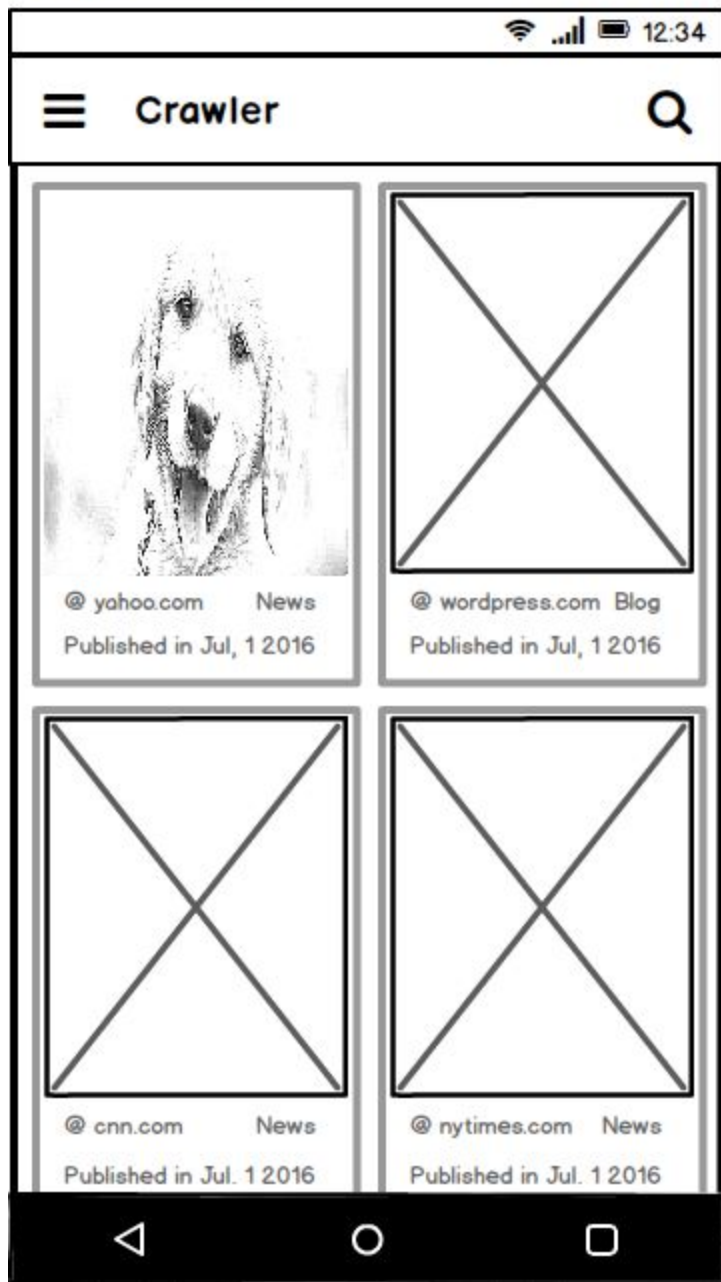 12:34
Crawler
@ yahoo.com News
Published in Jul, 1 2016
@ wordpress.com Blog
Published in Jul, 1 2016
@ cnn.com News
Published in Jul. 1 2016
@ nytimes.com News
Published in Jul. 1 2016